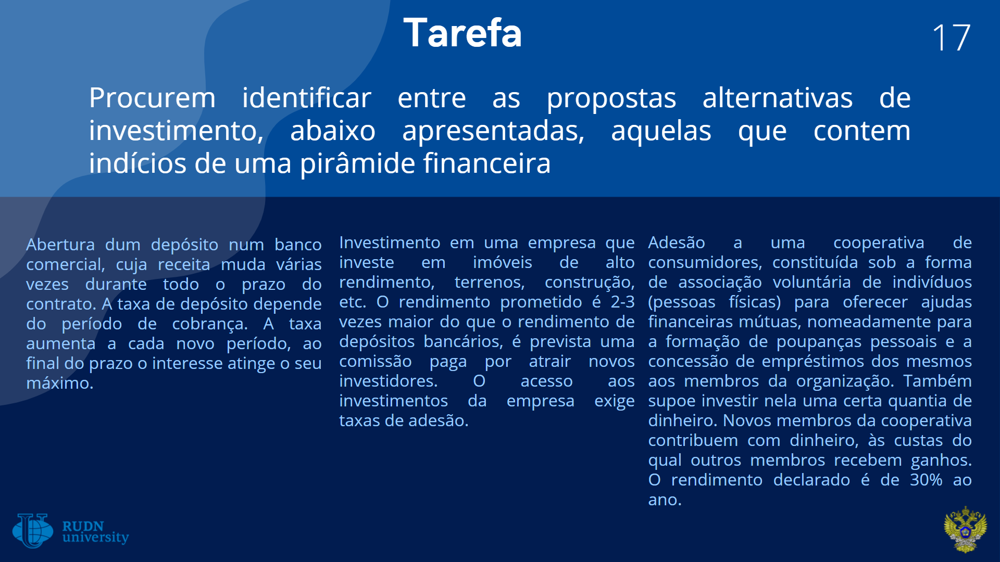 Tarefa
17
Procurem identificar entre as propostas alternativas de
investimento, abaixo apresentadas, aquelas que contem
indícios de uma pirâmide financeira
Abertura dum depósito num banco
comercial, cuja receita muda várias
vezes durante todo o prazo do
contrato. A taxa de depósito depende
do período de cobrança. A taxa
aumenta a cada novo período, ao
final do prazo o interesse atinge o seu
máximo.
Investimento em uma empresa que
investe em imóveis de alto
rendimento, terrenos, construção,
etc. O rendimento prometido é 2-3
vezes maior do que o rendimento de
depósitos bancários, é prevista uma
comissão paga por atrair novos
investidores. O acesso aos
investimentos da empresa exige
taxas de adesão.
Adesão a uma cooperativa de
consumidores, constituída sob a forma
de associação voluntária de indivíduos
(pessoas físicas) para oferecer ajudas
financeiras mútuas, nomeadamente para
a formação de poupanças pessoais e a
concessão de empréstimos dos mesmos
aos membros da organização. Também
supoe investir nela uma certa quantia de
dinheiro. Novos membros da cooperativa
contribuem com dinheiro, às custas do
qual outros membros recebem ganhos.
O rendimento declarado é de 30% ao
ano.
RUDN
university